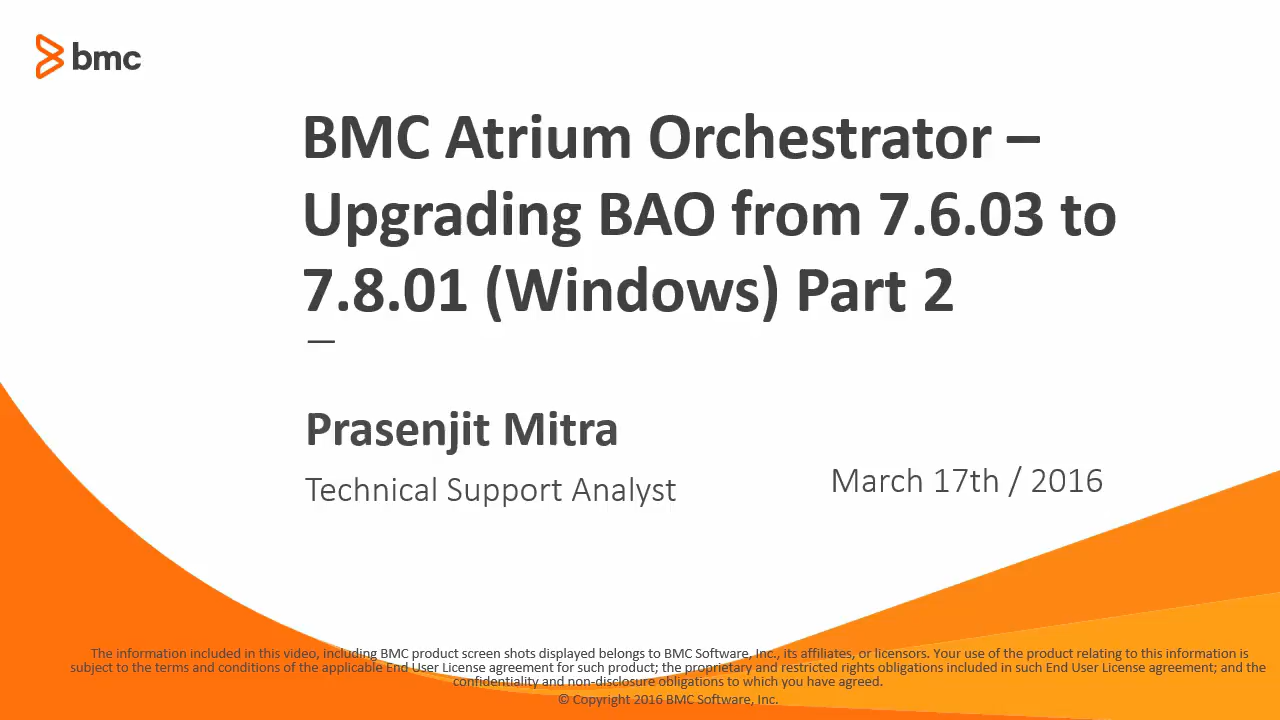 bmc
BMC Atrium Orchestrator –
Upgrading BAO from 7.6.03 to
7.8.01 (Windows) Part 2
Prasenjit Mitra
Technical Support Analyst
March 17th / 2016
The information included in this video, including BMC product screen shots displayed belongs to BMC Software, Inc., its affiliates, or licensors. Your use of the product relating to this information is
subject to the terms and conditions of the applicable End User License agreement for such product; the proprietary and restricted rights obligations included in such End User License agreement; and the
confidentiality and non-disclosure obligations to which you have agreed.
© Copyright 2016 BMC Software, Inc.